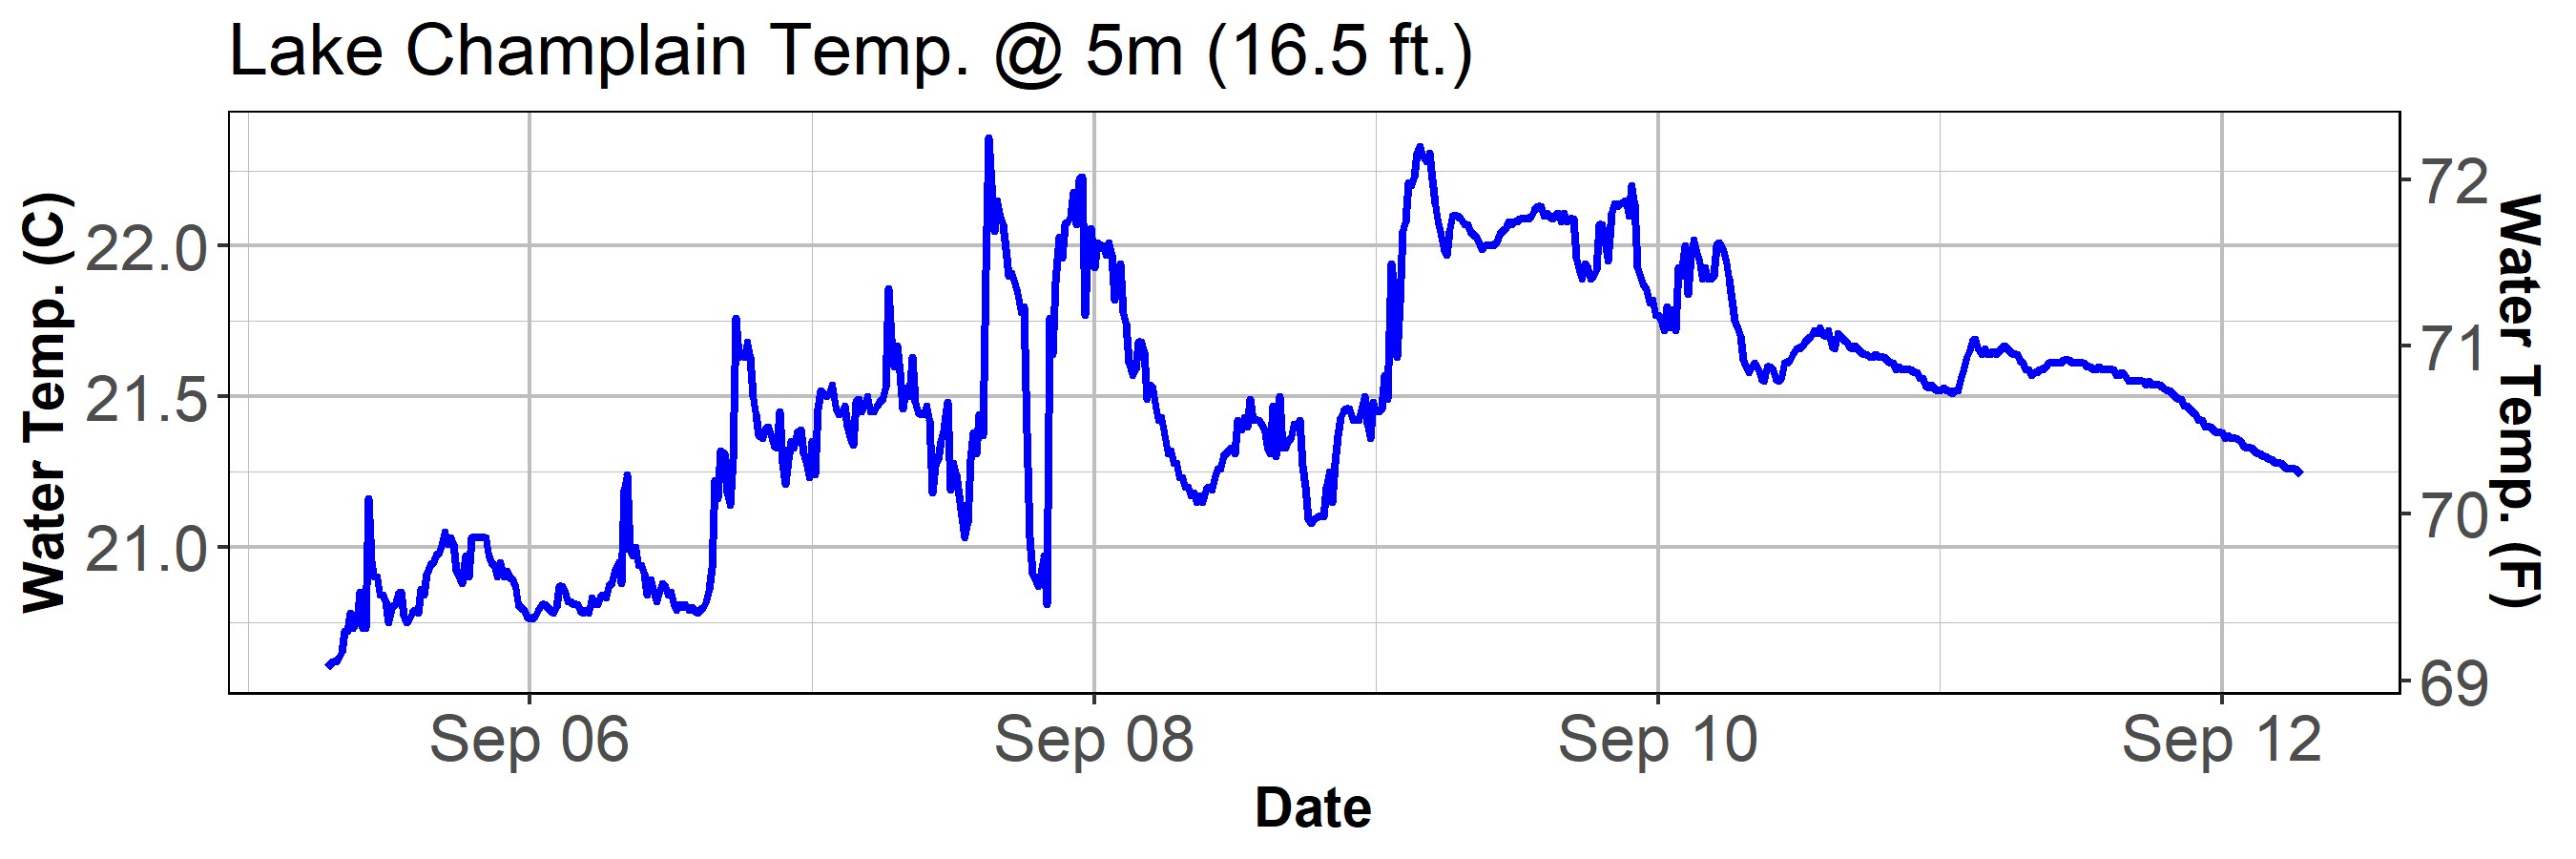 Lake Champlain Temp. @ 5m (16.5 ft.)
Water Temp. (C)
22.0
21.5
21.0
72
71
70
69
Water Temp. (F)
Sep 06 Sep 08 Sep 10 Sep 12
Date